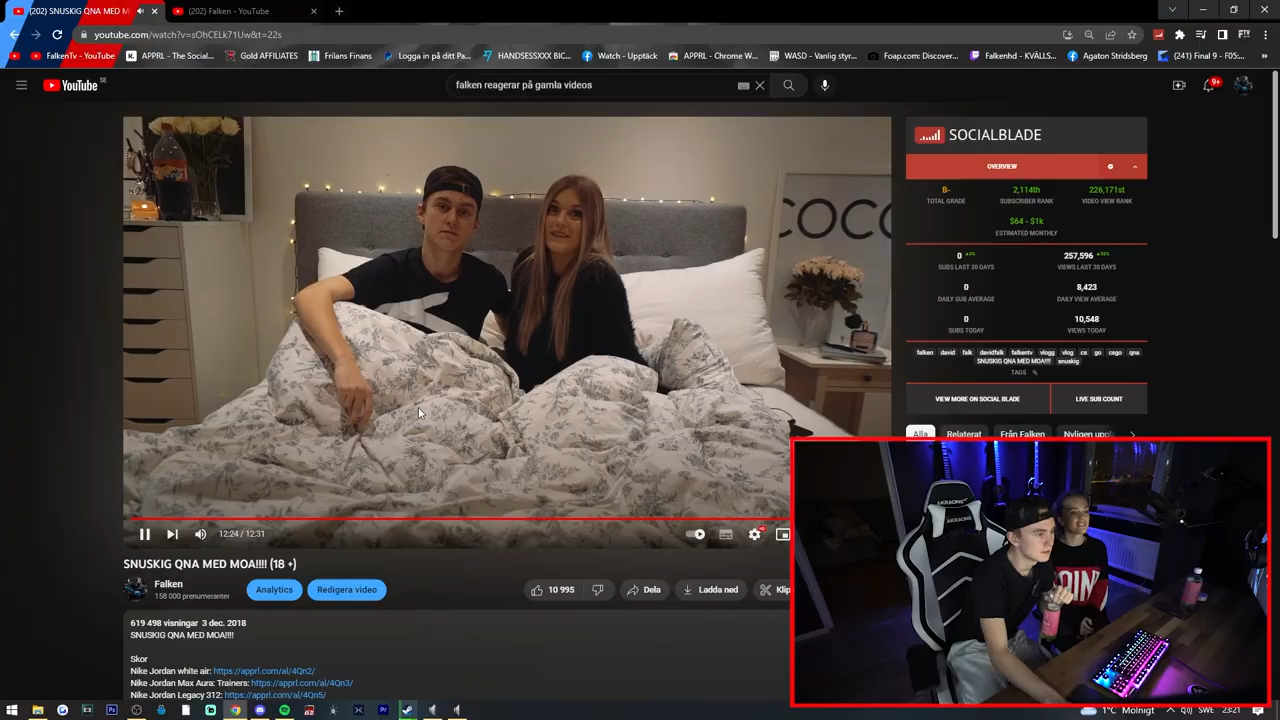 (202) SNUSKIG QNA MED M
(202) Falken - YouTube
youtube.com/watch?v=sOhCELk71Uw&t=22s
YouTube
FalkenTv - YouTube
APPRL - The Social...
Gold AFFILIATES
Frilans Finans
Logga in på ditt Pa...
HANDSESSXXX BIC...
Watch - Upptäck
APPRL - Chrome W...
WASD - Vanlig styr...
Foap.com: Discover...
Falkenhd - KVÄLLS...
Agaton Stridsberg
(241) Final 9 - F05...
YouTube SE
falken reagerar på gamla videos
9+
COCO
SOCIALBLADE
OVERVIEW
B-
2,114th
226,171st
TOTAL GRADE
SUBSCRIBER RANK
VIDEO VIEW RANK
$64 - $1k
ESTIMATED MONTHLY
0
257,596
SUBS LAST 30 DAYS
VIEWS LAST 30 DAYS
0
8,423
DAILY SUB AVERAGE
DAILY VIEW AVERAGE
0
10,548
SUBS TODAY
VIEWS TODAY
falken david falk davidfalk falkentv vlogg vlog cs go csgo qna
SNUSKIG QNA MED MOA!!!! snuskig
TAGS
VIEW MORE ON SOCIAL BLADE
LIVE SUB COUNT
Alla
Relaterat
Från Falken
Nyligen uppl
12:24 / 12:31
SNUSKIG QNA MED MOA!!!! (18 +)
Falken
158 000 prenumeranter
Analytics
Redigera video
10 995
Dela
Ladda ned
Klip
619 498 visningar 3 dec. 2018
SNUSKIG QNA MED MOA!!!!
Skor
Nike Jordan white air: https://apprl.com/al/4Qn2/
Nike Jordan Max Aura: Trainers: https://apprl.com/al/4Qn3/
Nike Jordan Legacy 312: https://apprl.com/al/4Qn5/
AKRACING
AKRACING
1°C Molnigt
SWE
23:21